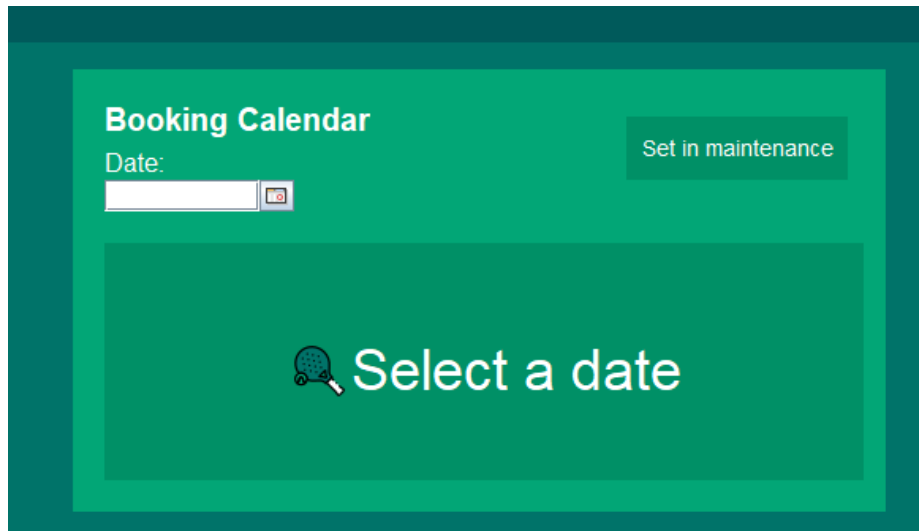 Booking Calendar
Set in maintenance
Date:
Select a date